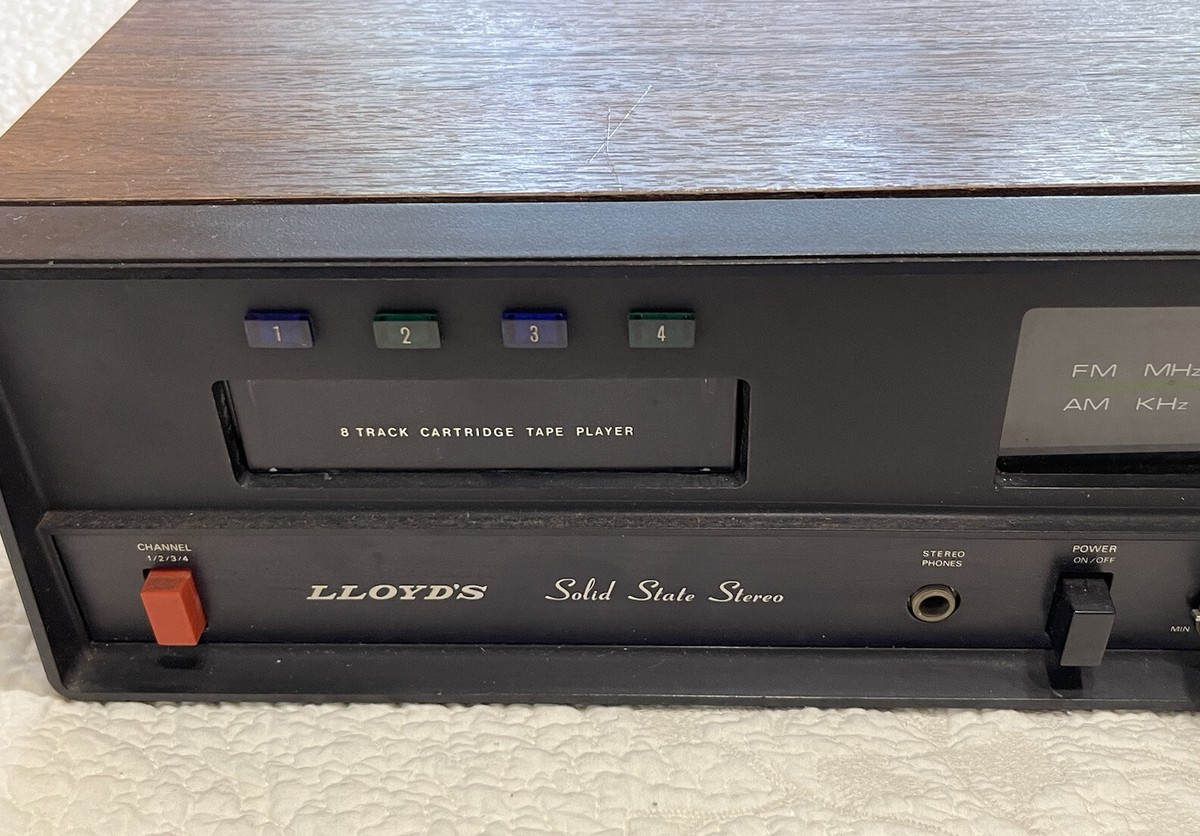 1 2 3 4
8 TRACK CARTRIDGE TAPE PLAYER
FM MHz
AM KHz
CHANNEL
1/2/3/4
LLOYD'S Solid State Stereo
STEREO
PHONES
POWER
ON/OFF
MIN